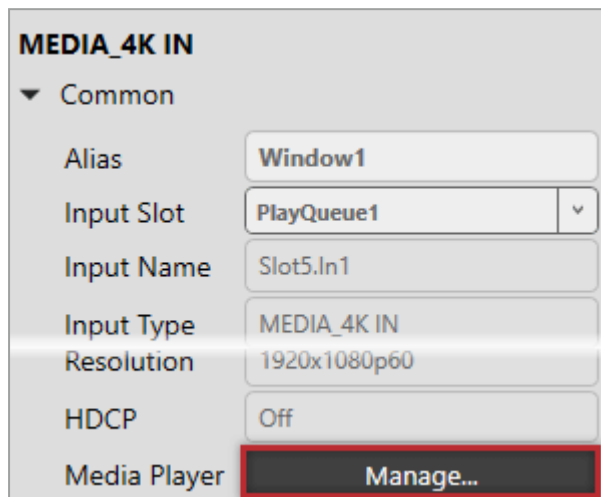 MEDIA_4K IN
Common
Alias Window1
Input Slot PlayQueue1
Input Name Slot5.In1
Input Type MEDIA_4K IN
Resolution 1920x1080p60
HDCP Off
Media Player Manage...